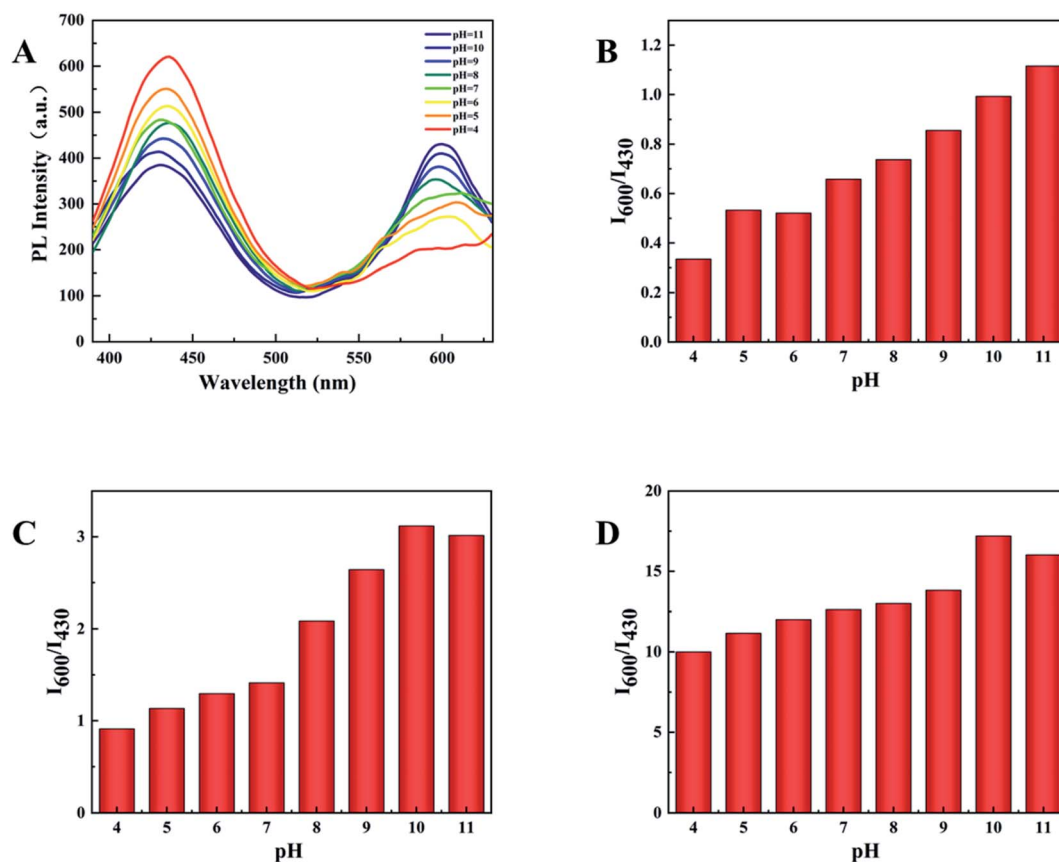 A
700
600
500
400
300
200
100
0
PL Intensity（a.u.）
400 450 500 550 600
Wavelength (nm)
pH=11
pH=10
pH=9
pH=8
pH=7
pH=6
pH=5
pH=4
B
1.2
1.0
0.8
0.6
0.4
0.2
0.0
I600/I430
4 5 6 7 8 9 10 11
pH
C
3
2
1
0
I600/I430
4 5 6 7 8 9 10 11
pH
D
20
15
10
5
0
I600/I430
4 5 6 7 8 9 10 11
pH